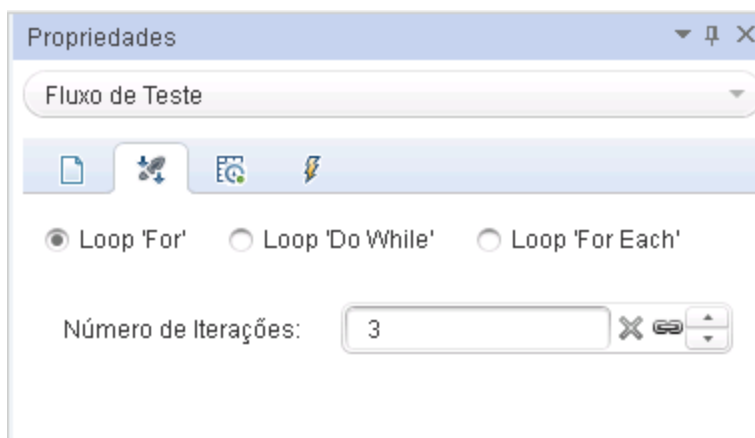 Propriedades
Fluxo de Teste
Loop 'For' Loop 'Do While' Loop 'For Each'
Número de Iterações: 3